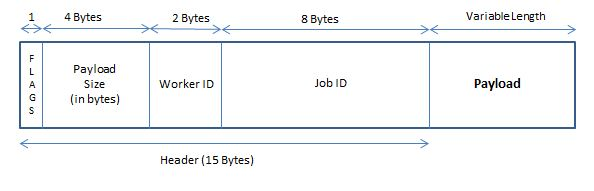 1 4 Bytes 2 Bytes 8 Bytes Variable Length
FLAGS
Payload
Size
(in bytes)
Worker ID
Job ID
Payload
Header (15 Bytes)